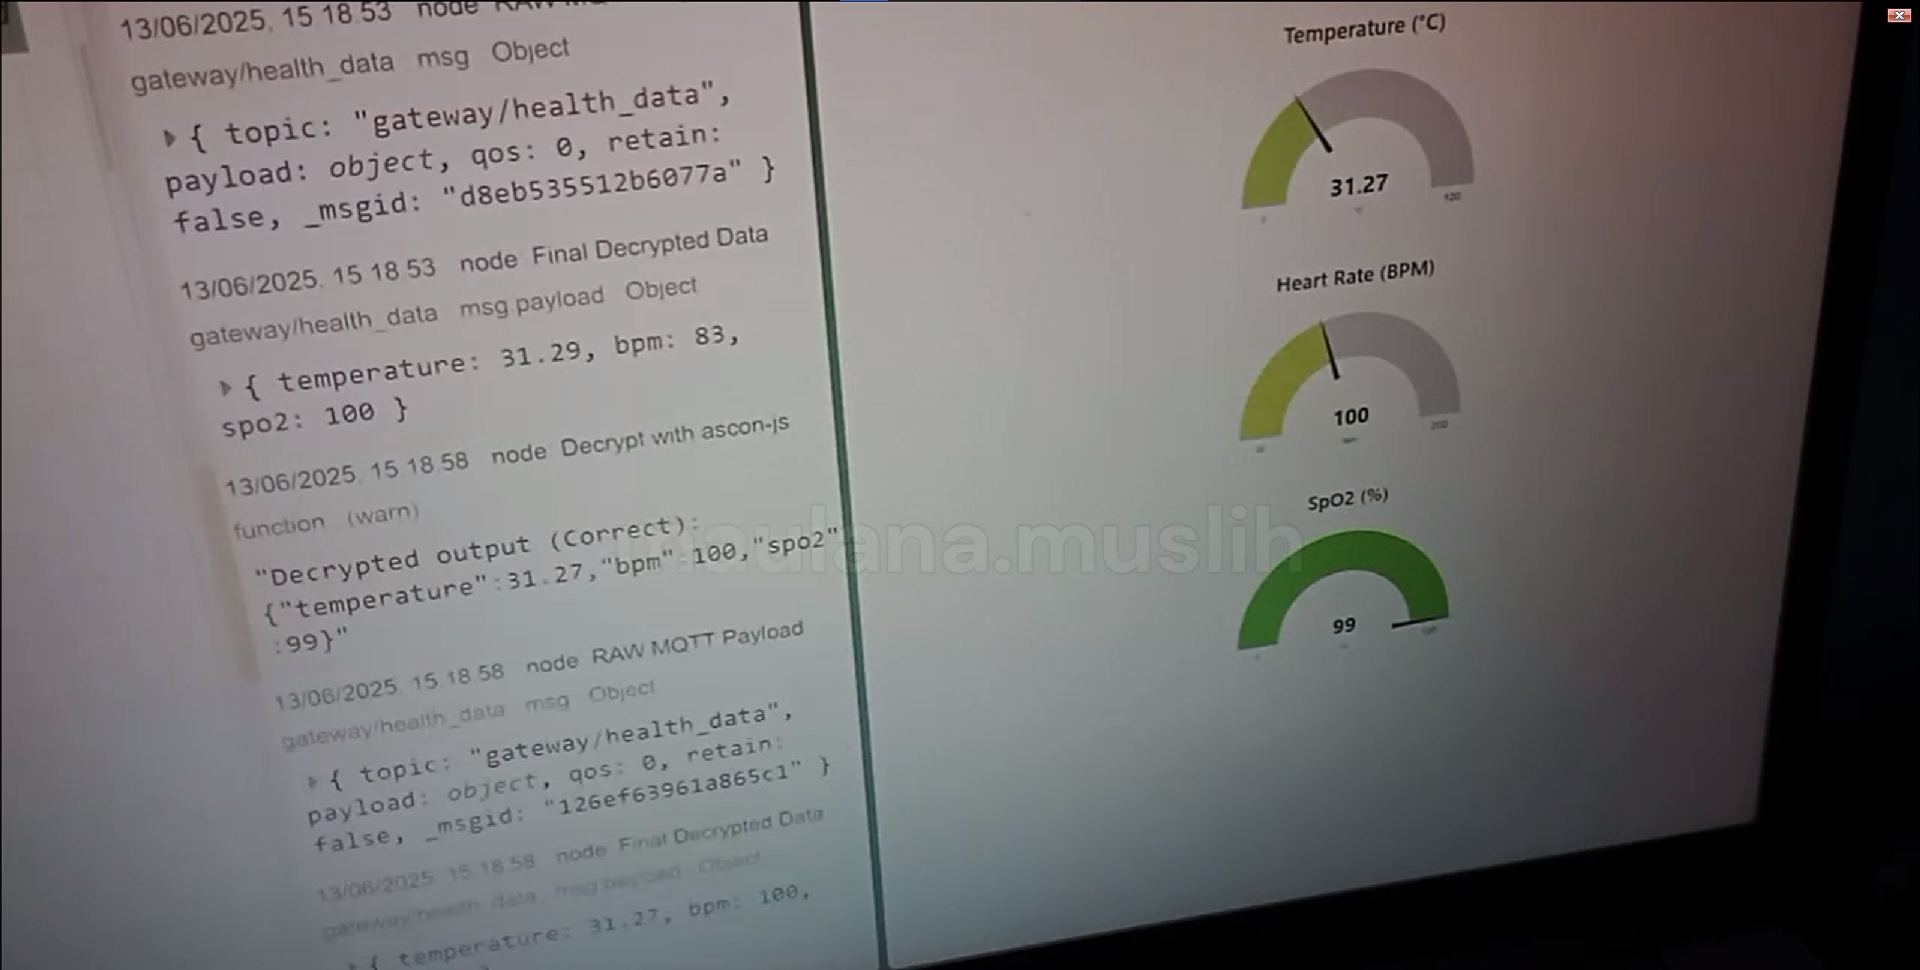 13/06/2025, 15 18.53 node RAW
gateway/health_data msg Object
{ topic: "gateway/health_data",
payload: object, qos: 0, retain:
false, _msgid: "d8eb535512b6077a" }
13/06/2025, 15 18 53 node Final Decrypted Data
gateway/health_data msg.payload Object
{ temperature: 31.29, bpm: 83,
spo2: 100 }
13/06/2025, 15.18.58 node Decrypt with ascon-js
function (warn)
"Decrypted output (Correct):
{"temperature":31.27,"bpm":100,"spo2"
:99}"
13/06/2025, 15 18.58 node RAW MQTT Payload
gateway/health_data msg Object
{ topic: "gateway/health_data",
payload: object, qos: 0, retain:
false, _msgid: "126ef63961a865c1" }
13/06/2025, 15 18 58 node Final Decrypted Data
gateway/health_data msg.payload Object
{ temperature: 31.27, bpm: 100,
Temperature (°C)
31.27
100
Heart Rate (BPM)
100
200
SpO2 (%)
99
maulana.muslih